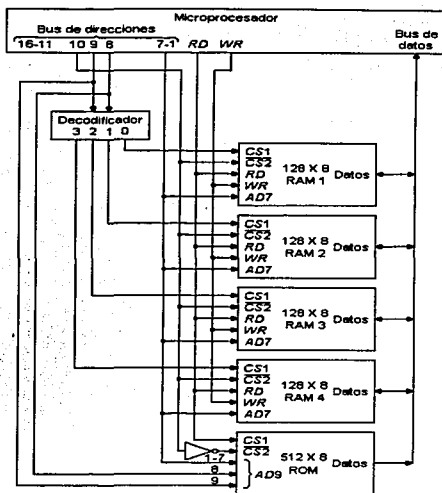 Microprocesador
Bus de direcciones
Bus de datos
16-11 10 9 8 7-1 RD WR
Decodificador
3 2 1 0
CS1
CS2
RD
WR
AD7
128 X 8
RAM 1
Datos
CS1
CS2
RD
WR
AD7
128 X 8
RAM 2
Datos
CS1
CS2
RD
WR
AD7
128 X 8
RAM 3
Datos
CS1
CS2
RD
WR
AD7
128 X 8
RAM 4
Datos
1-7
8
9
CS1
CS2
AD9
512 X 8
ROM
Datos